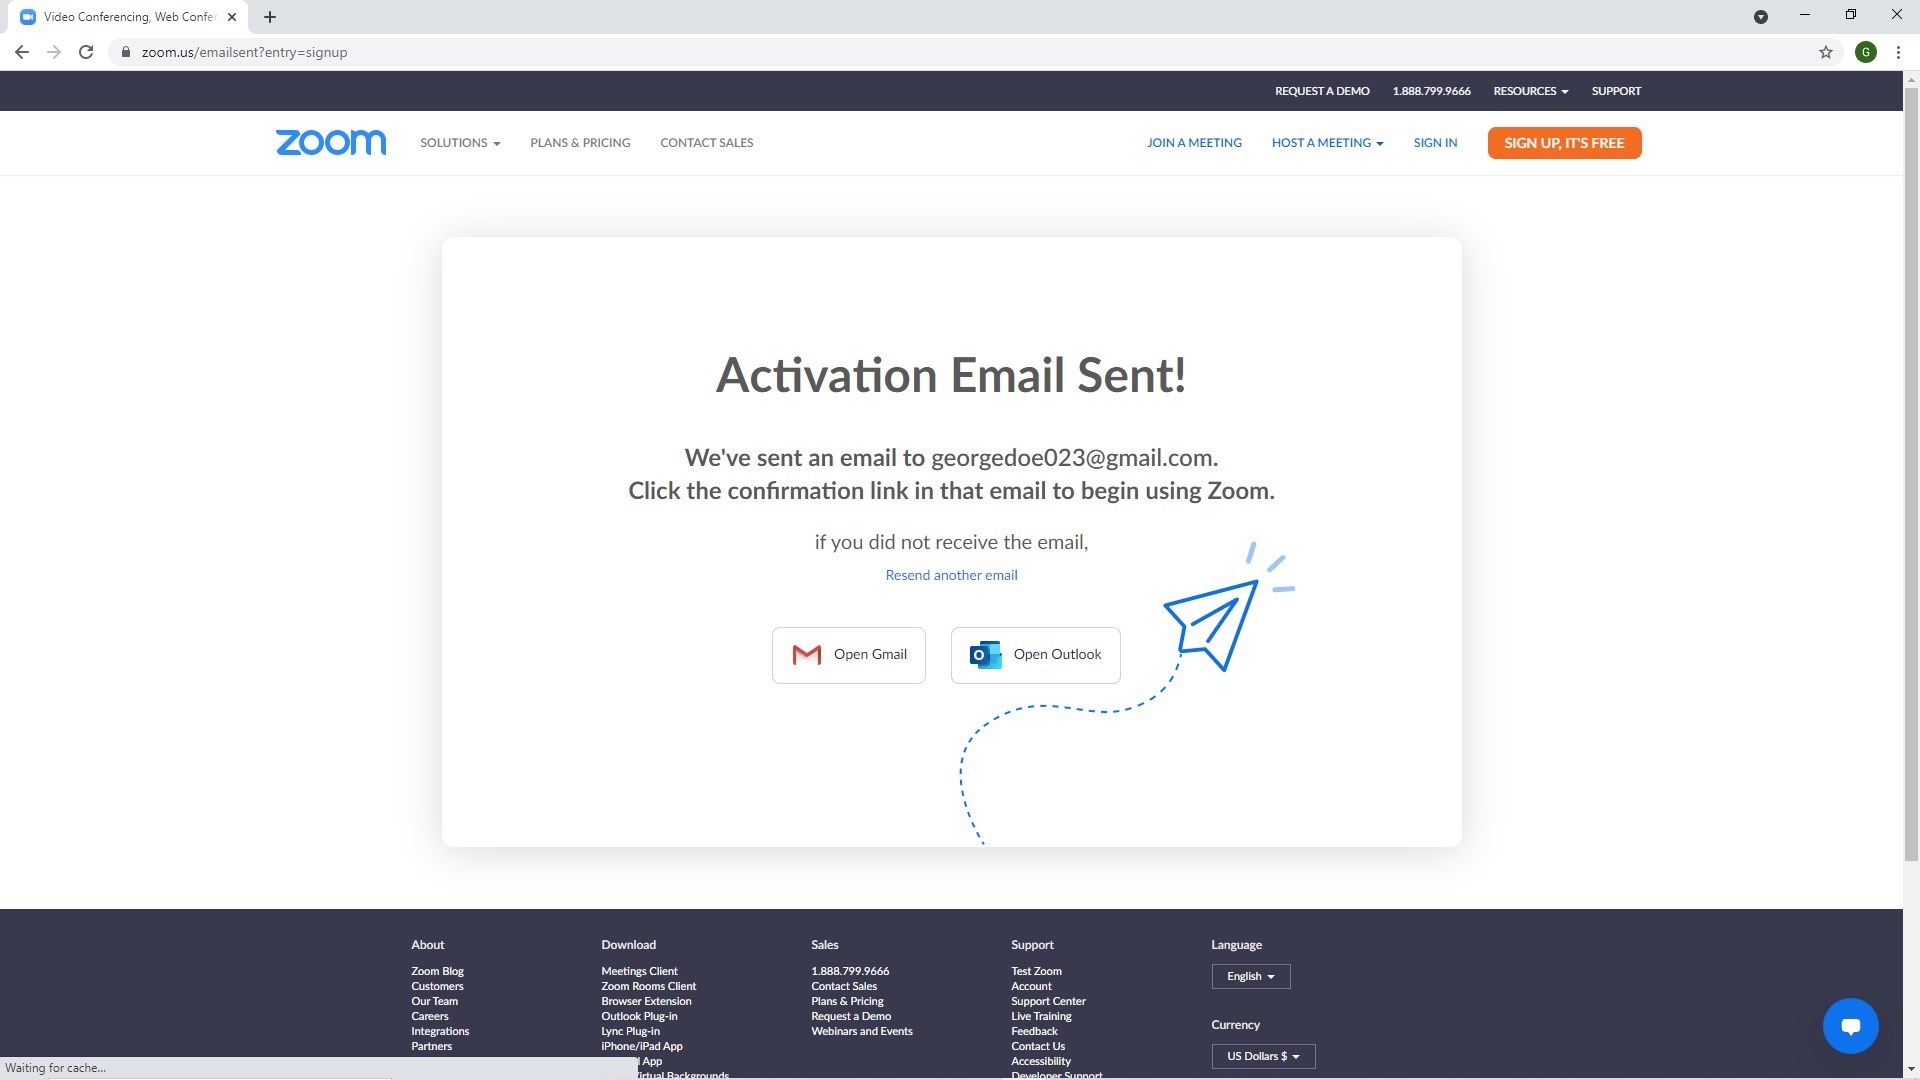 Video Conferencing, Web Confer
zoom.us/emailsent?entry=signup
G
REQUEST A DEMO 1.888.799.9666 RESOURCES SUPPORT
zoom SOLUTIONS PLANS & PRICING CONTACT SALES JOIN A MEETING HOST A MEETING SIGN IN SIGN UP, IT'S FREE
Activation Email Sent!
We've sent an email to georgedoe023@gmail.com.
Click the confirmation link in that email to begin using Zoom.
if you did not receive the email,
Resend another email
Open Gmail Open Outlook
About
Zoom Blog
Customers
Our Team
Careers
Integrations
Partners
Download
Meetings Client
Zoom Rooms Client
Browser Extension
Outlook Plug-in
Lync Plug-in
iPhone/iPad App
App
Virtual Backgrounds
Sales
1.888.799.9666
Contact Sales
Plans & Pricing
Request a Demo
Webinars and Events
Support
Test Zoom
Account
Support Center
Live Training
Feedback
Contact Us
Accessibility
Developer Support
Language
English
Currency
US Dollars $
Waiting for cache...